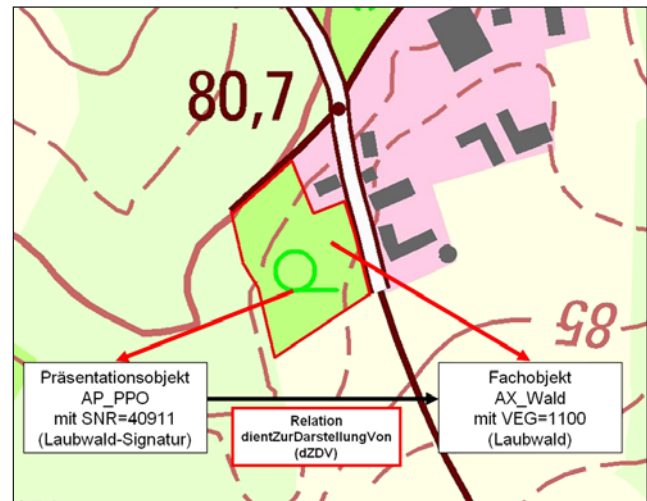 80,7
85
Präsentationsobjekt
AP_PPO
mit SNR=40911
(Laubwald-Signatur)
Relation
dientZurDarstellungVon
(dZDV)
Fachobjekt
AX_Wald
mit VEG=1100
(Laubwald)